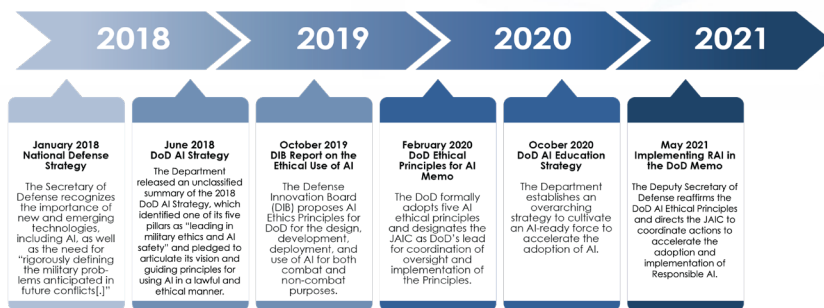 2018
2019
2020
2021
January 2018
National Defense
Strategy
The Secretary of
Defense recognizes
the importance of
new and emerging
technologies,
including AI, as well
as the need for
“rigorously defining
the military prob-
lems anticipated in
future conflicts[.]”
June 2018
DoD AI Strategy
The Department
released an unclassified
summary of the 2018
DoD AI Strategy, which
identified one of its five
pillars as “leading in
military ethics and AI
safety” and pledged to
articulate its vision and
guiding principles for
using AI in a lawful and
ethical manner.
October 2019
DIB Report on the
Ethical Use of AI
The Defense
Innovation Board
(DIB) proposes AI
Ethics Principles for
DoD for the design,
development,
deployment, and
use of AI for both
combat and
non-combat
purposes.
February 2020
DoD Ethical
Principles for AI
Memo
The DoD formally
adopts five AI
ethical principles
and designates the
JAIC as DoD’s lead
for coordination of
oversight and
implementation of
the Principles.
Ocober 2020
DoD AI Education
Strategy
The Department
establishes an
overarching
strategy to cultivate
an AI-ready force to
accelerate the
adoption of AI.
May 2021
Implementing RAI in
the DoD Memo
The Deputy Secretary of
Defense reaffirms the
DoD AI Ethical Principles
and directs the JAIC to
coordinate actions to
accelerate the
adoption and
implementation of
Responsible AI.